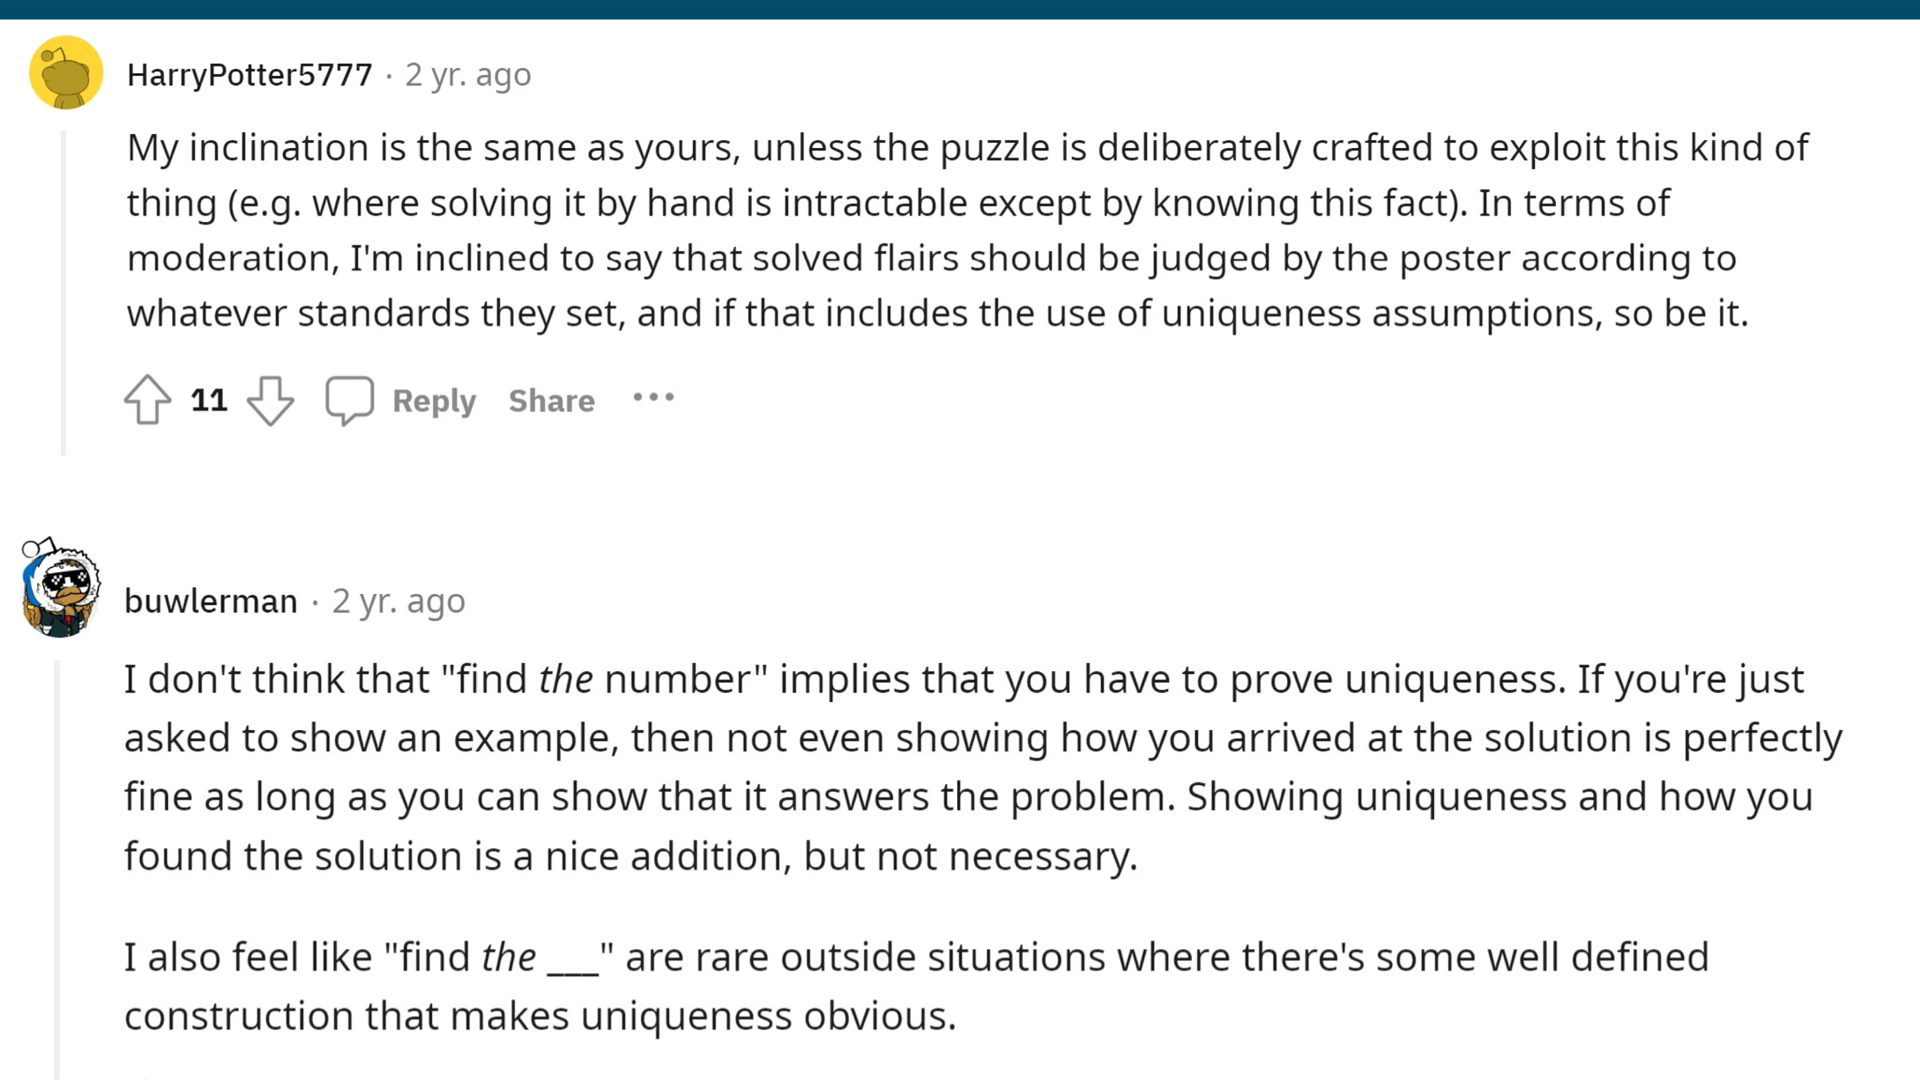 HarryPotter5777 · 2 yr. ago
My inclination is the same as yours, unless the puzzle is deliberately crafted to exploit this kind of
thing (e.g. where solving it by hand is intractable except by knowing this fact). In terms of
moderation, I'm inclined to say that solved flairs should be judged by the poster according to
whatever standards they set, and if that includes the use of uniqueness assumptions, so be it.
11 Reply Share ···
buwlerman · 2 yr. ago
I don't think that "find the number" implies that you have to prove uniqueness. If you're just
asked to show an example, then not even showing how you arrived at the solution is perfectly
fine as long as you can show that it answers the problem. Showing uniqueness and how you
found the solution is a nice addition, but not necessary.
I also feel like "find the ___" are rare outside situations where there's some well defined
construction that makes uniqueness obvious.